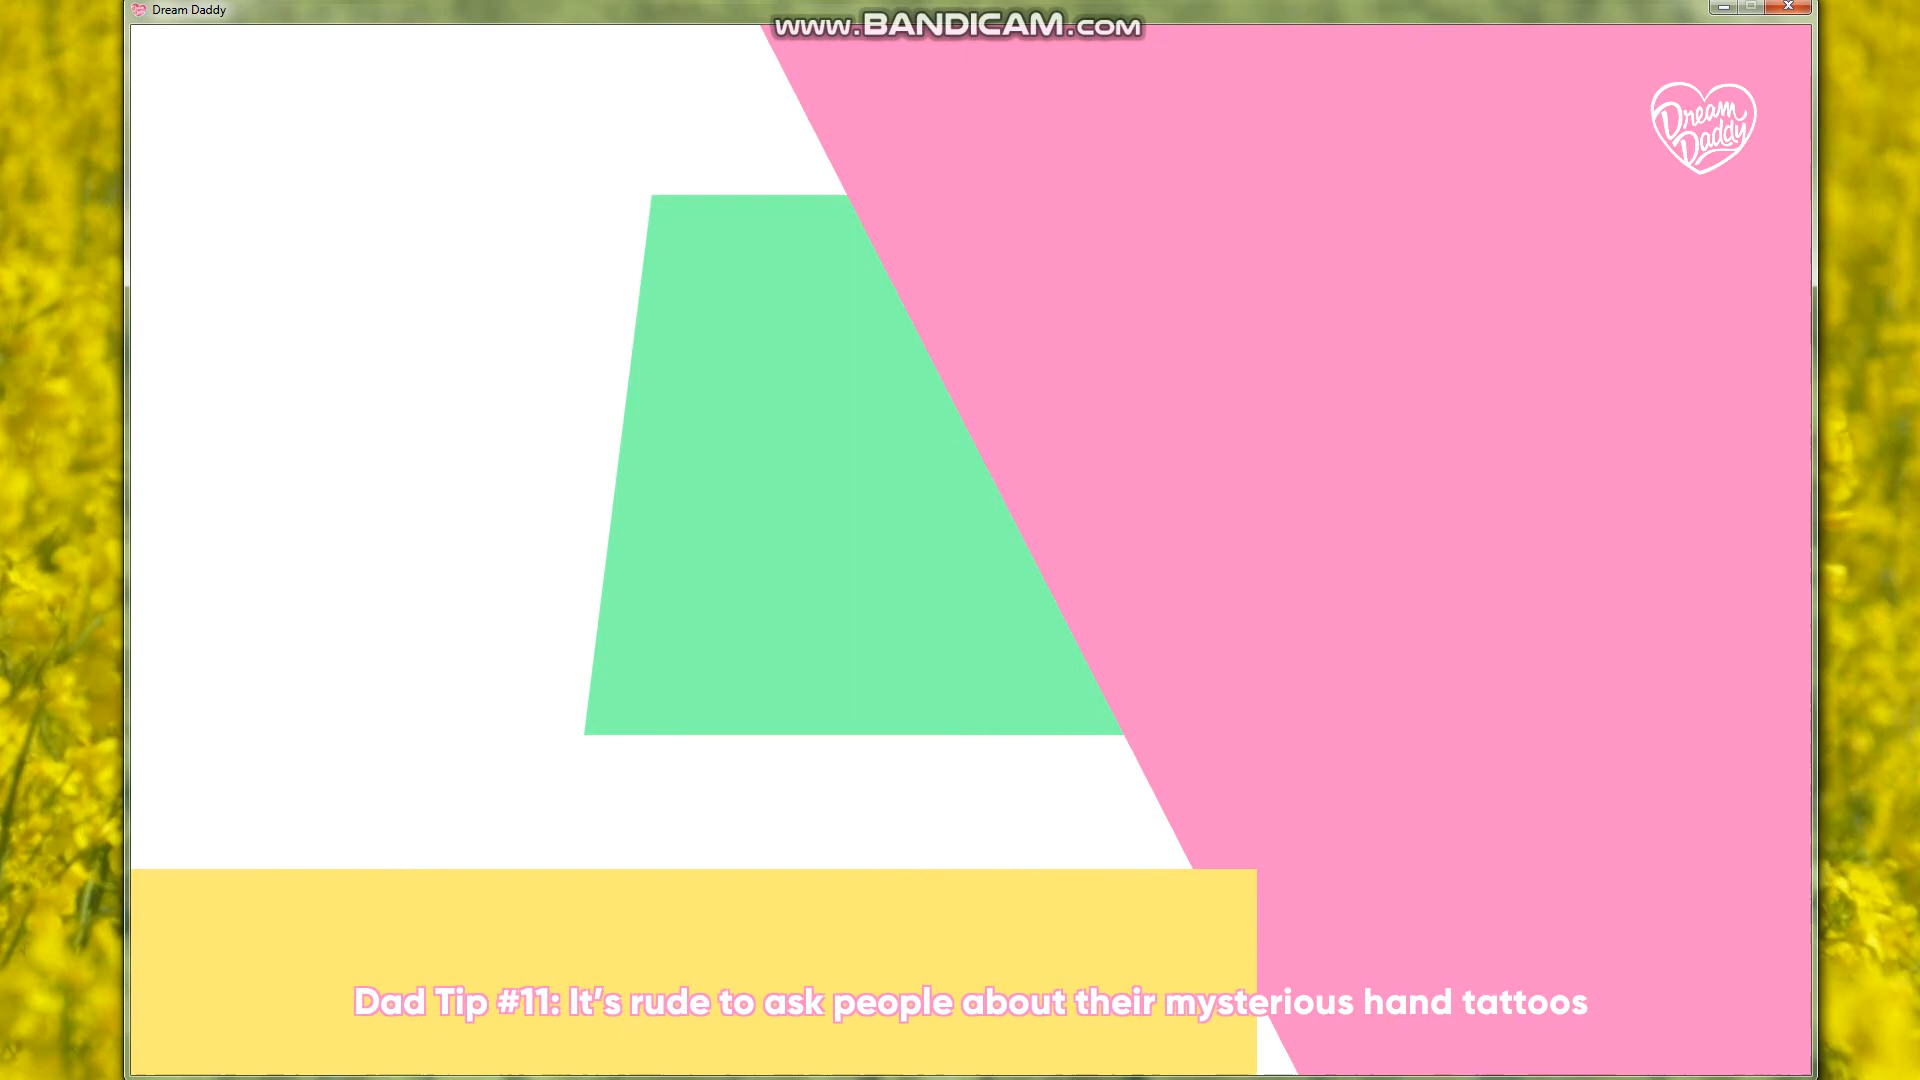 Dream Daddy
www.BANDICAM.com
Dream
Daddy
Dad Tip #11: It's rude to ask people about their mysterious hand tattoos